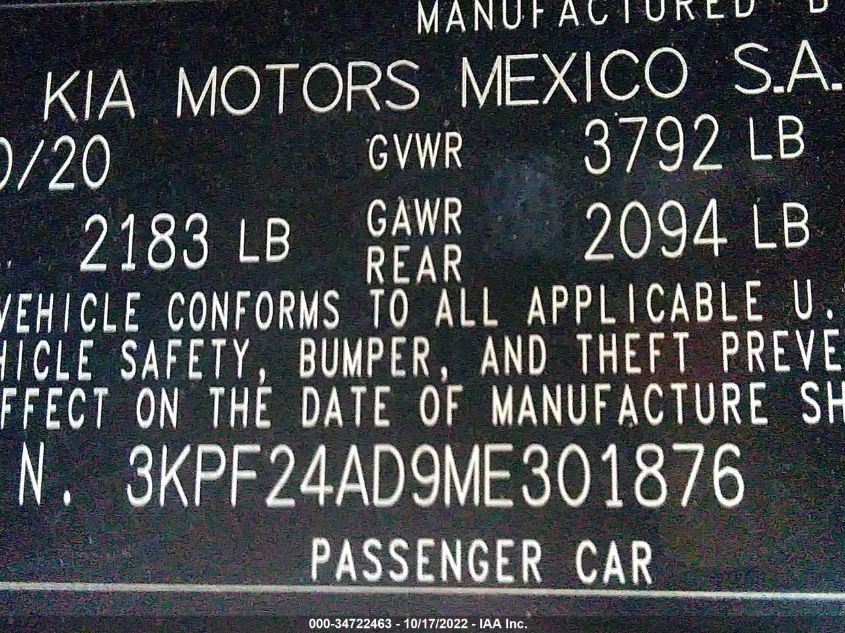 MANUFACTURED B
KIA MOTORS MEXICO S.A.
0/20 GVWR 3792 LB
2183 LB GAWR REAR 2094 LB
VEHICLE CONFORMS TO ALL APPLICABLE U.
HICLE SAFETY, BUMPER, AND THEFT PREVE
FFECT ON THE DATE OF MANUFACTURE SH
N. 3KPF24AD9ME301876
PASSENGER CAR
000-34722463 - 10/17/2022 - IAA Inc.